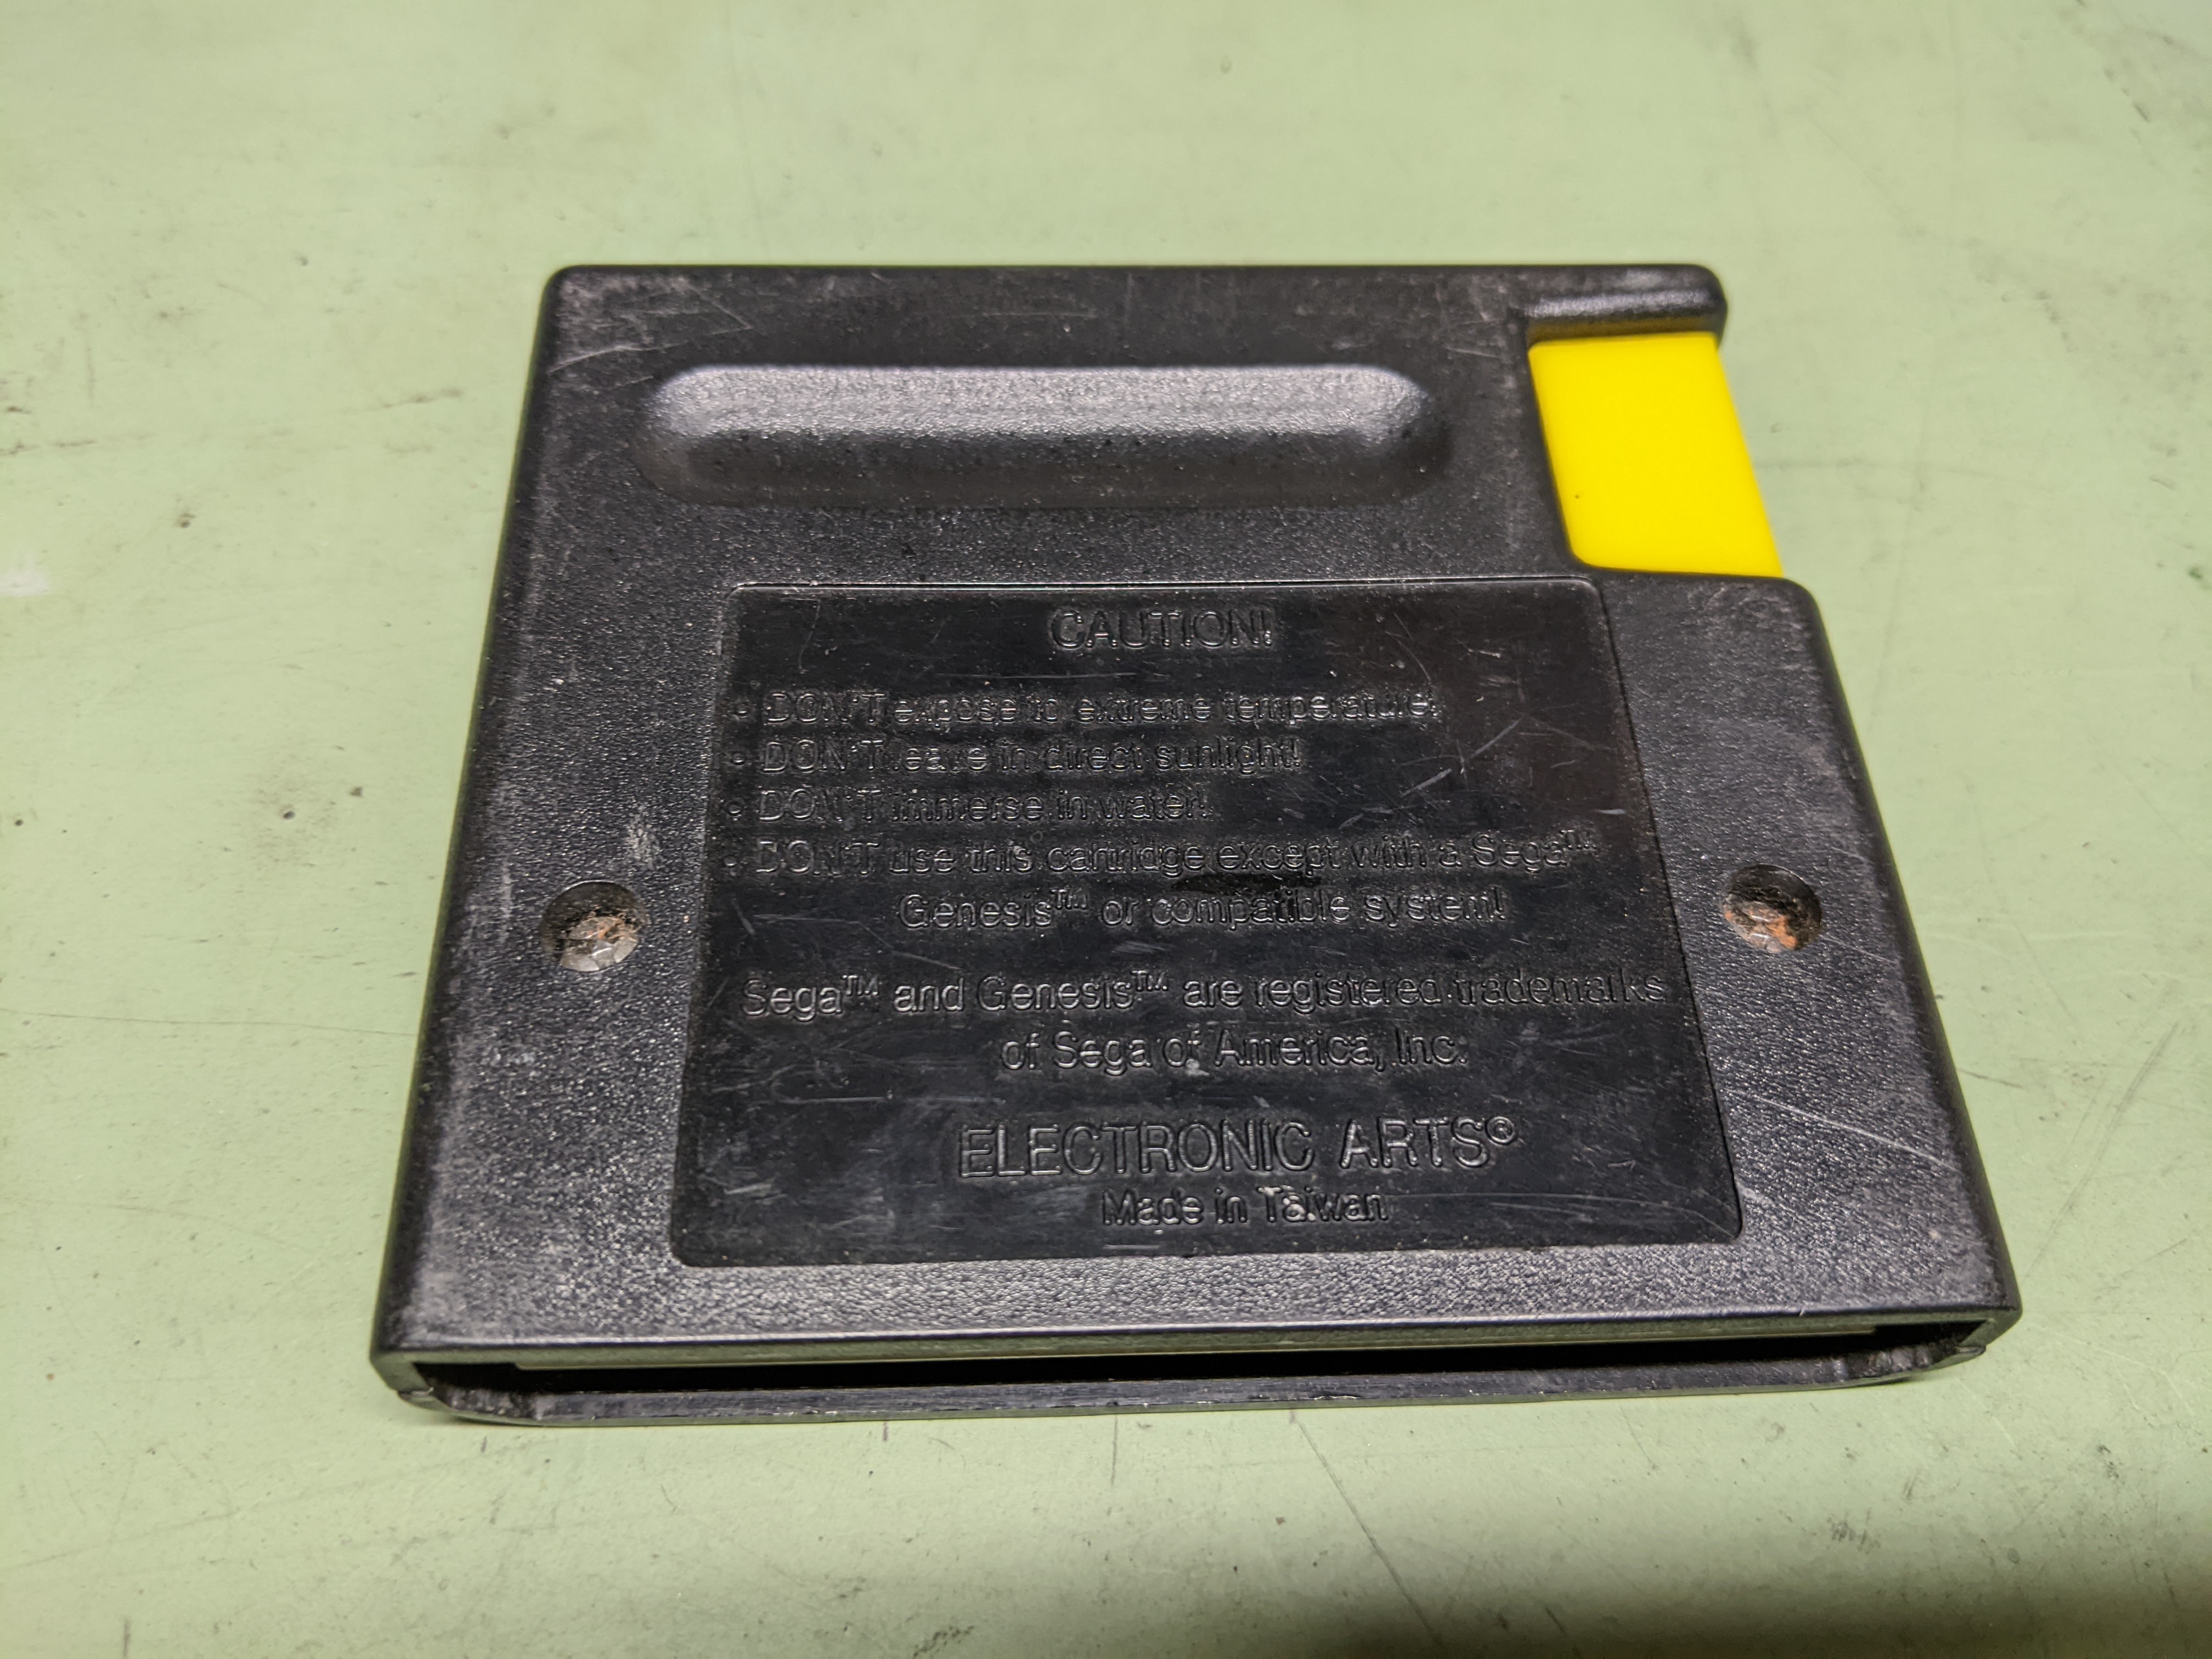 CAUTION!
• DON'T expose to extreme temperature!
• DON'T leave in direct sunlight!
• DON'T immerse in water!
• DON'T use this cartridge except with a Sega™
Genesis™ or compatible system!
Sega™ and Genesis™ are registered trademarks
of Sega of America, Inc.
ELECTRONIC ARTS®
Made in Taiwan